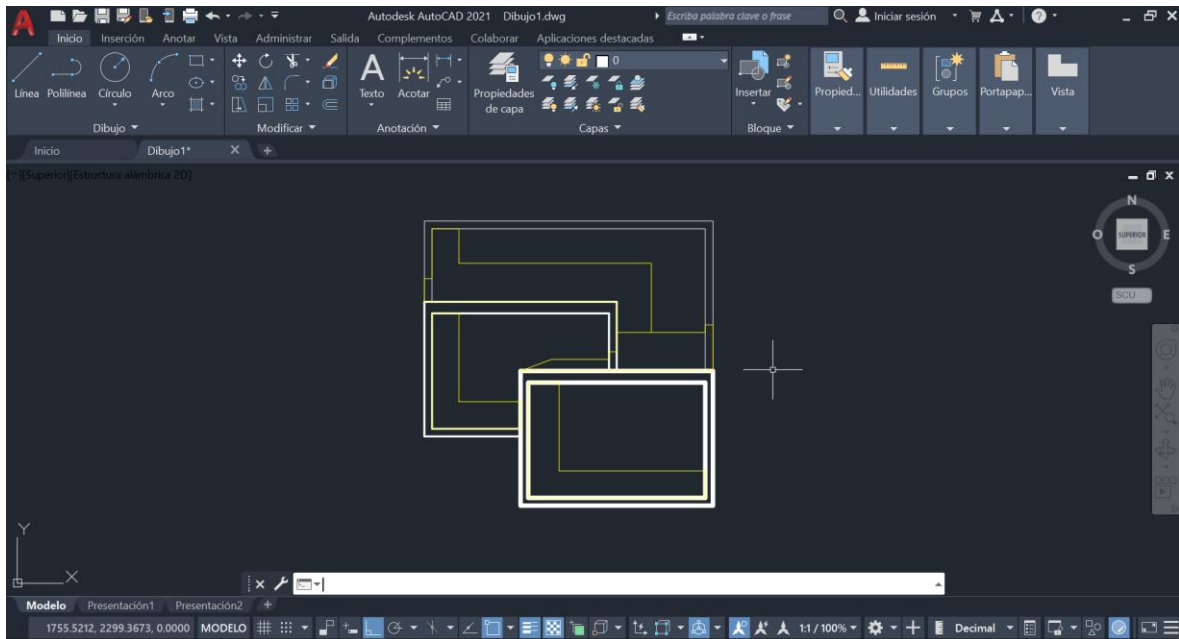 A Autodesk AutoCAD 2021 Dibujo1.dwg Escriba palabra clave o frase Iniciar sesión
Inicio Inserción Anotar Vista Administrar Salida Complementos Colaborar Aplicaciones destacadas
0
A
Línea Polilínea Círculo Arco Texto Acotar Propiedades de capa Insertar Propied... Utilidades Grupos Portapap... Vista
Dibujo Modificar Anotación Capas Bloque
Inicio Dibujo1* X +
[-][Superior][Estructura alámbrica 2D]
N
O SUPERIOR E
S
SCU
Y
X
Modelo Presentación1 Presentación2 +
1755.5212, 2299.3673, 0.0000 MODELO 1:1 / 100% Decimal